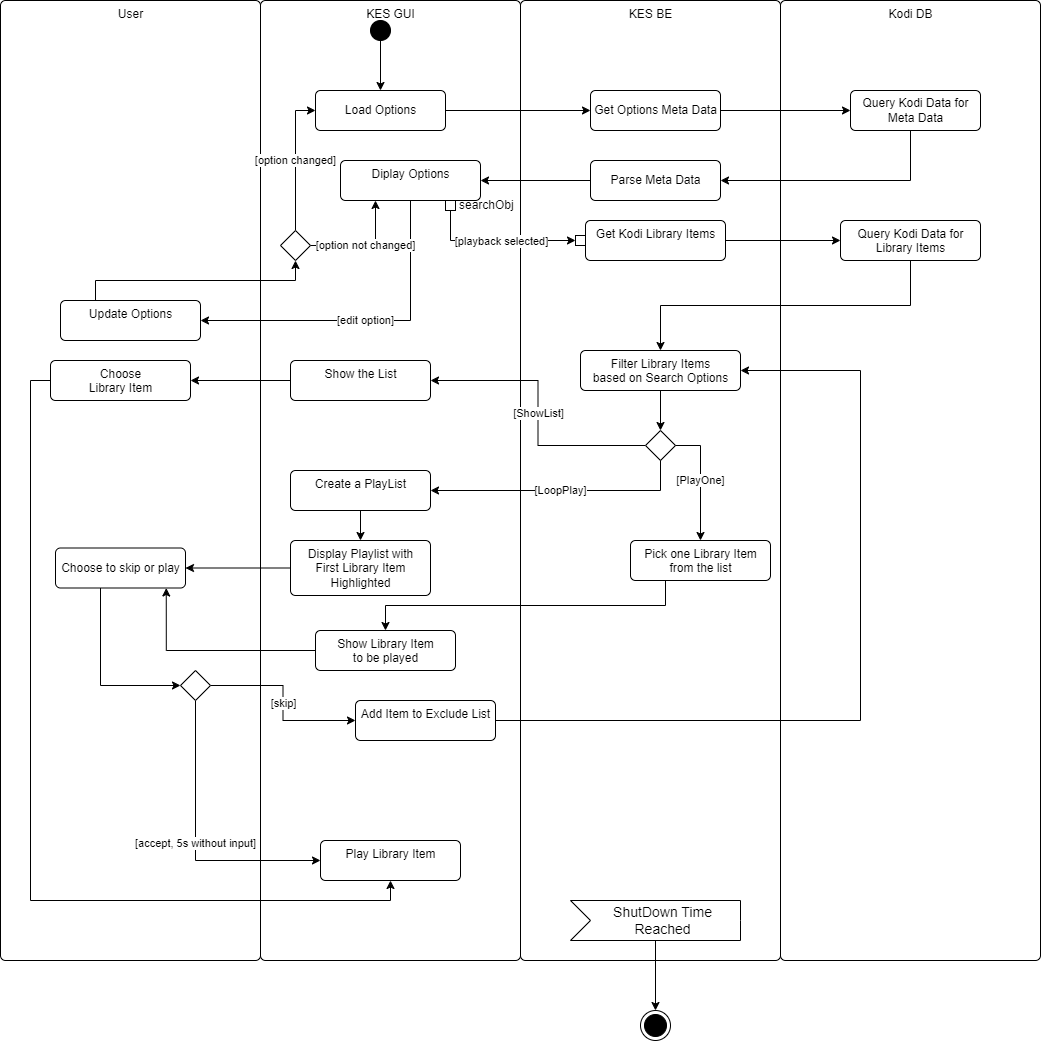 User
KES GUI
KES BE
Kodi DB
Load Options
Get Options Meta Data
Query Kodi Data for
Meta Data
[option changed]
Diplay Options
Parse Meta Data
searchObj
[option not changed]
[playback selected]
Get Kodi Library Items
Query Kodi Data for
Library Items
Update Options
[edit option]
Choose
Library Item
Show the List
Filter Library Items
based on Search Options
[ShowList]
Create a PlayList
[LoopPlay]
[PlayOne]
Choose to skip or play
Display Playlist with
First Library Item
Highlighted
Pick one Library Item
from the list
Show Library Item
to be played
[skip]
Add Item to Exclude List
[accept, 5s without input]
Play Library Item
ShutDown Time
Reached